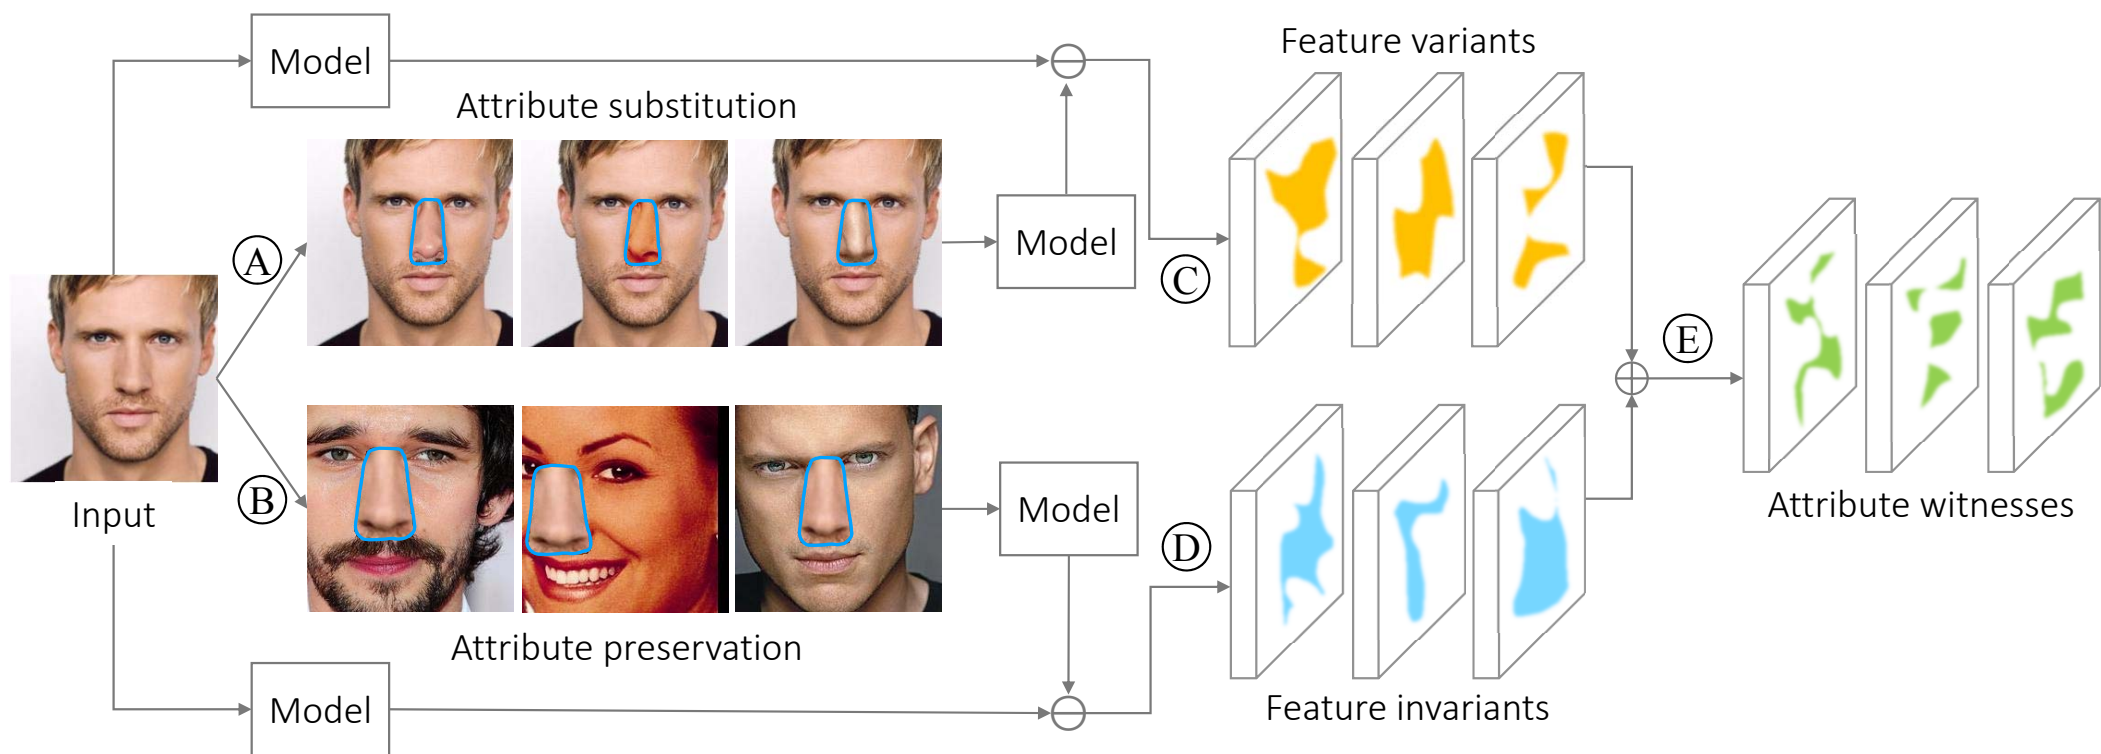 Model
Feature variants
Attribute substitution
A
Model
C
E
Input
B
Model
D
Attribute witnesses
Attribute preservation
Model
Feature invariants